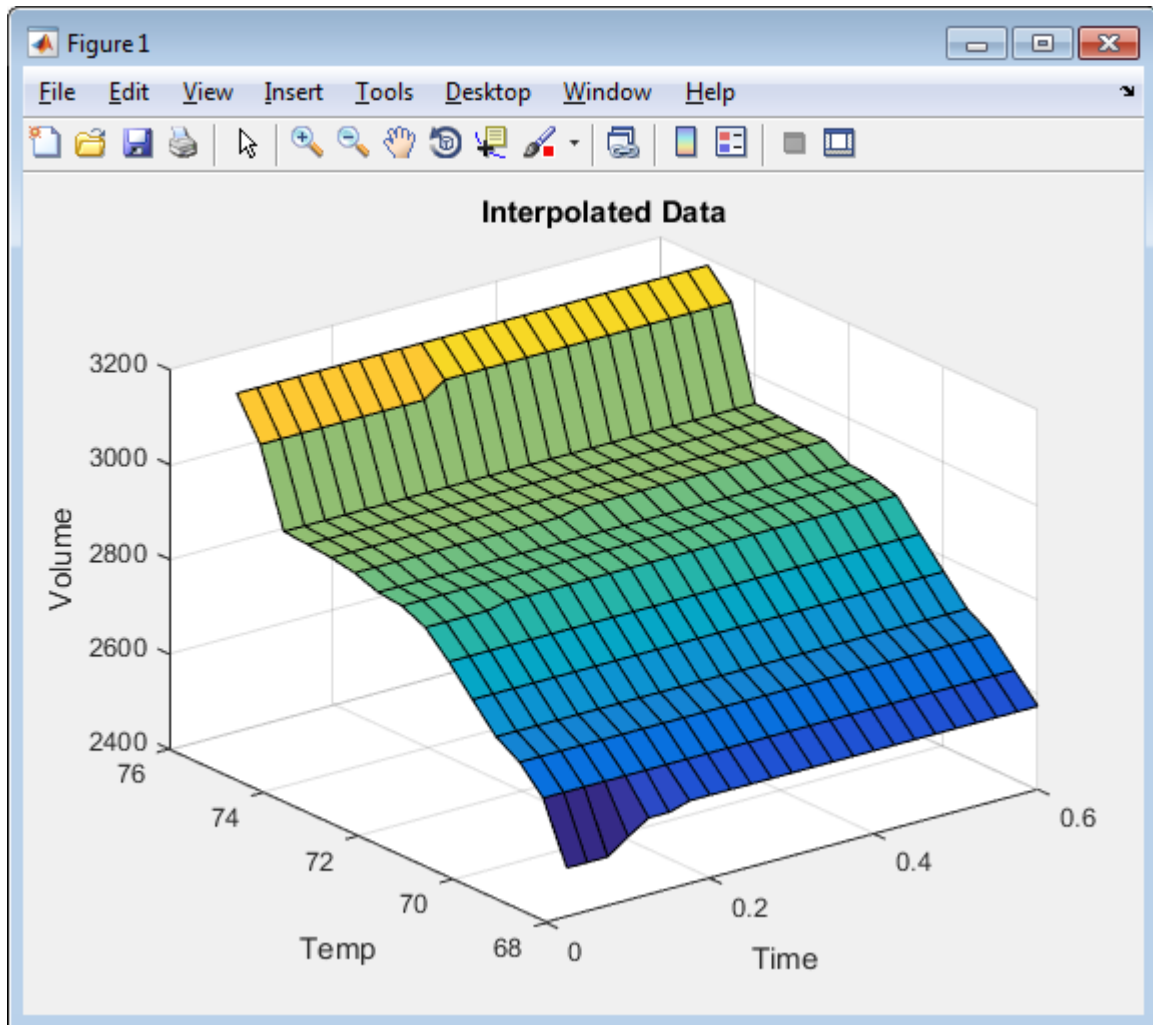 Figure 1
File Edit View Insert Tools Desktop Window Help
Interpolated Data
3200
3000
2800
2600
2400
Volume
76
74
72
70
68
Temp
0
0.2
0.4
0.6
Time